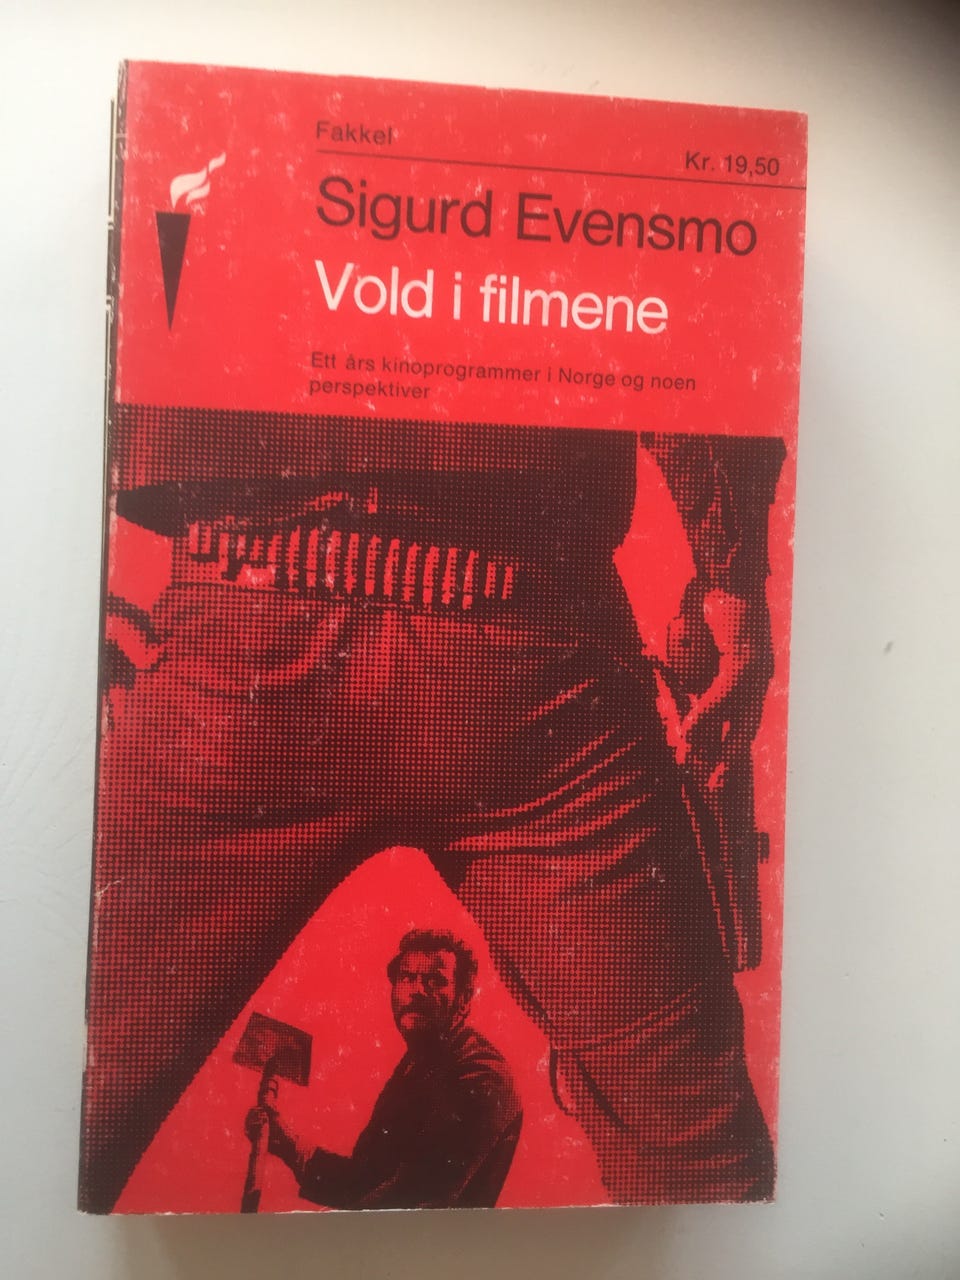 Fakkel
Kr. 19,50
Sigurd Evensmo
Vold i filmene
Ett års kinoprogrammer i Norge og noen
perspektiver